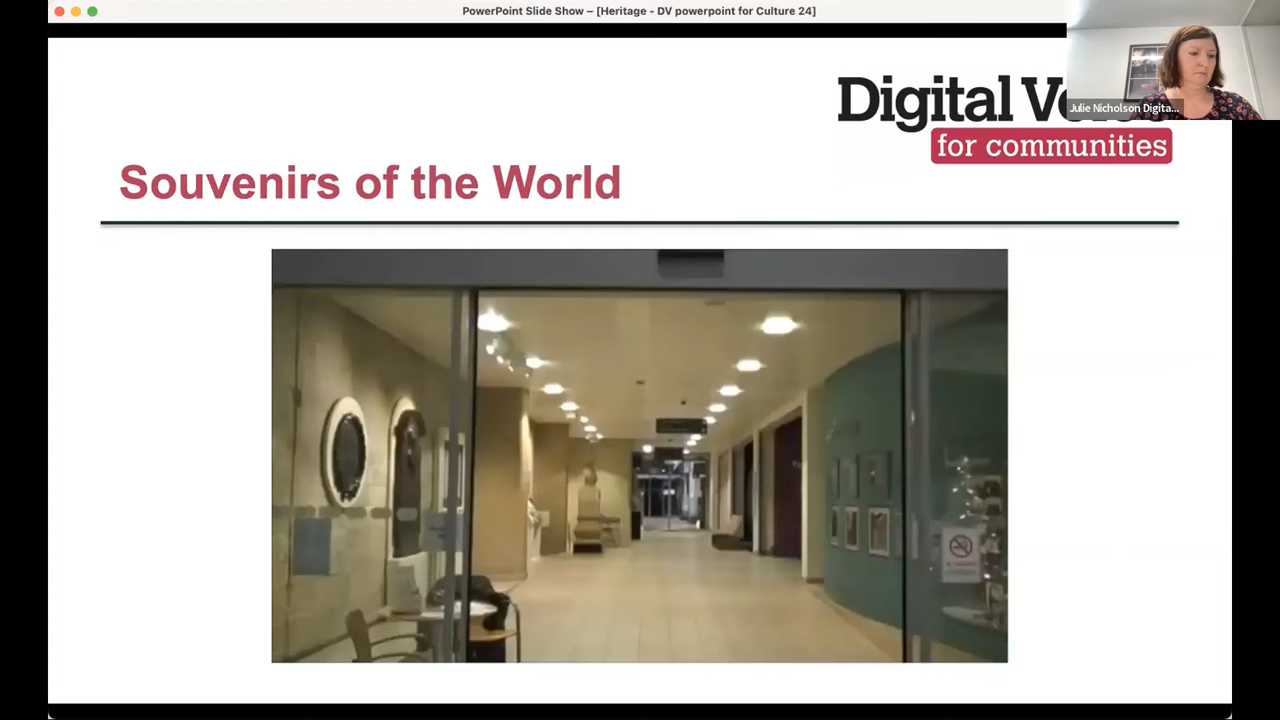 PowerPoint Slide Show – [Heritage - DV powerpoint for Culture 24]
Digital V
for communities
Julie Nicholson Digita...
Souvenirs of the World